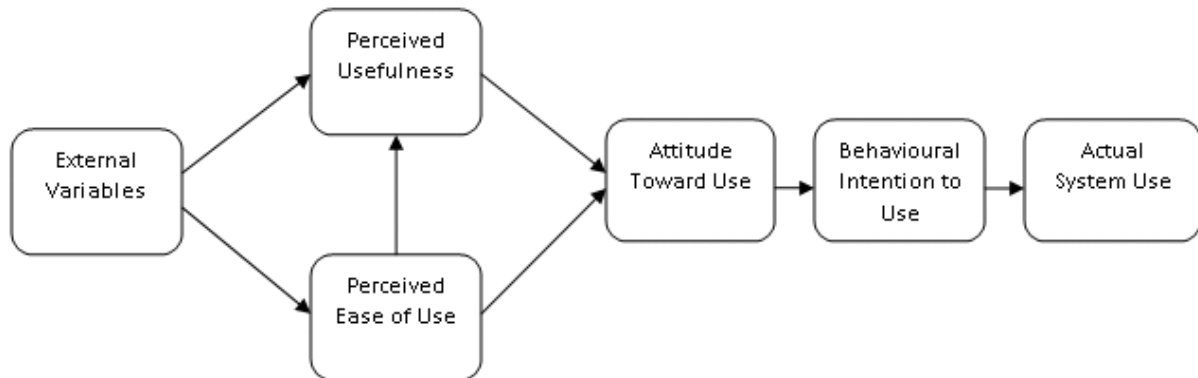 Perceived
Usefulness
External
Variables
Attitude
Toward Use
Behavioural
Intention to
Use
Actual
System Use
Perceived
Ease of Use